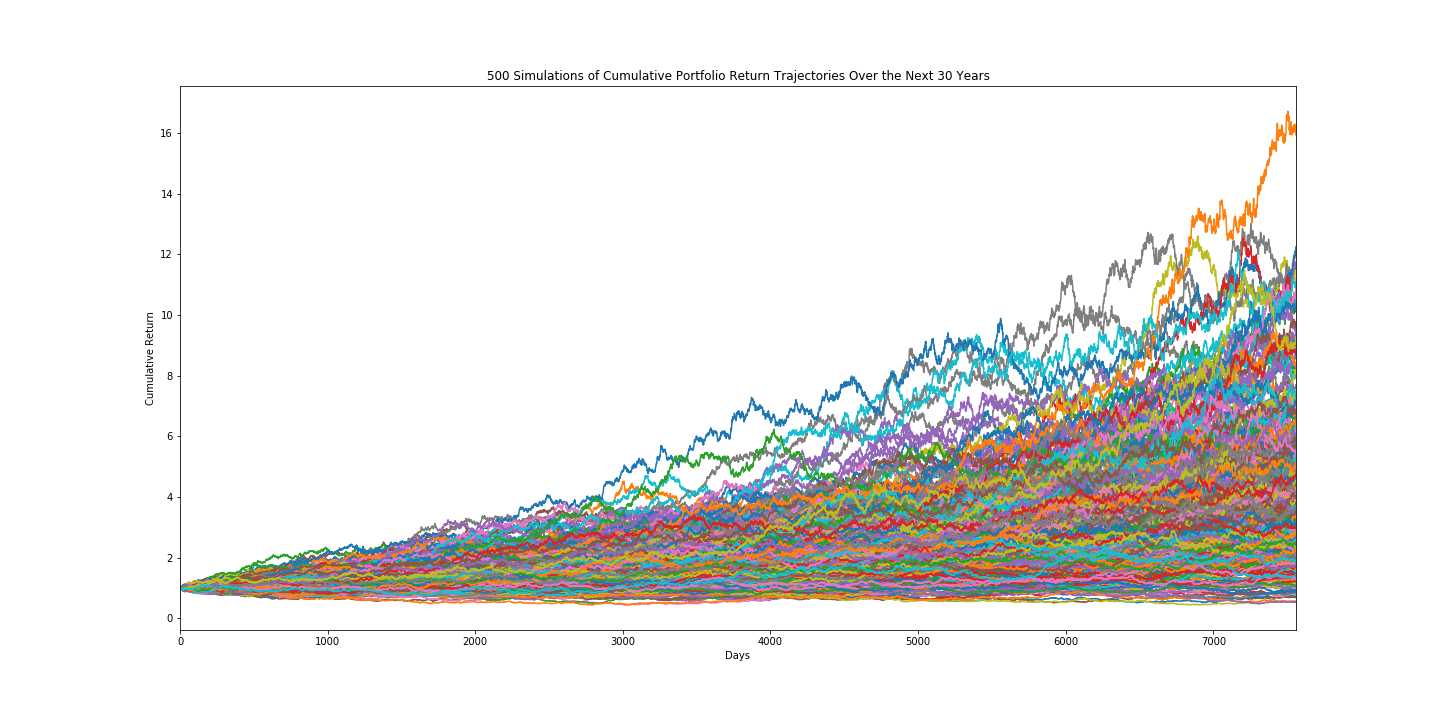 500 Simulations of Cumulative Portfolio Return Trajectories Over the Next 30 Years
Cumulative Return
16
14
12
10
8
6
4
2
0
0 1000 2000 3000 4000 5000 6000 7000
Days